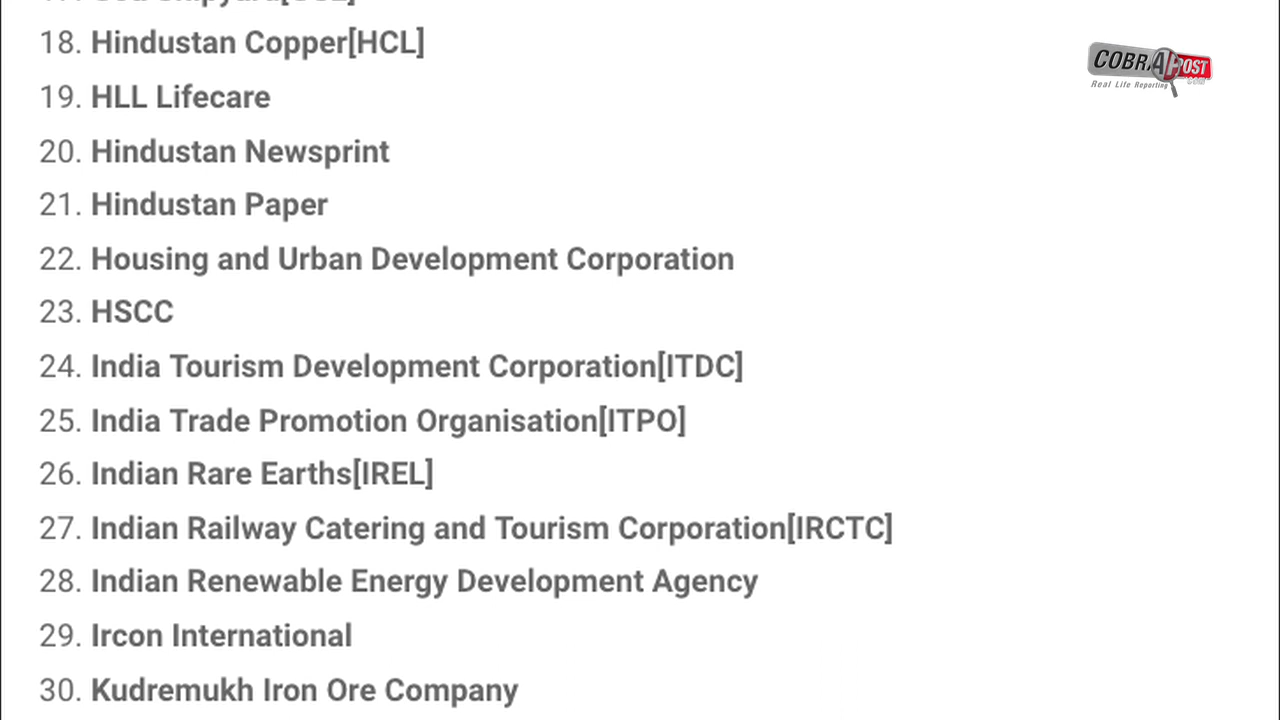 18. Hindustan Copper[HCL]
19. HLL Lifecare
20. Hindustan Newsprint
21. Hindustan Paper
22. Housing and Urban Development Corporation
23. HSCC
24. India Tourism Development Corporation[ITDC]
25. India Trade Promotion Organisation[ITPO]
26. Indian Rare Earths[IREL]
27. Indian Railway Catering and Tourism Corporation[IRCTC]
28. Indian Renewable Energy Development Agency
29. Ircon International
30. Kudremukh Iron Ore Company
COBRAPOST
.COM
Real Life Reporting